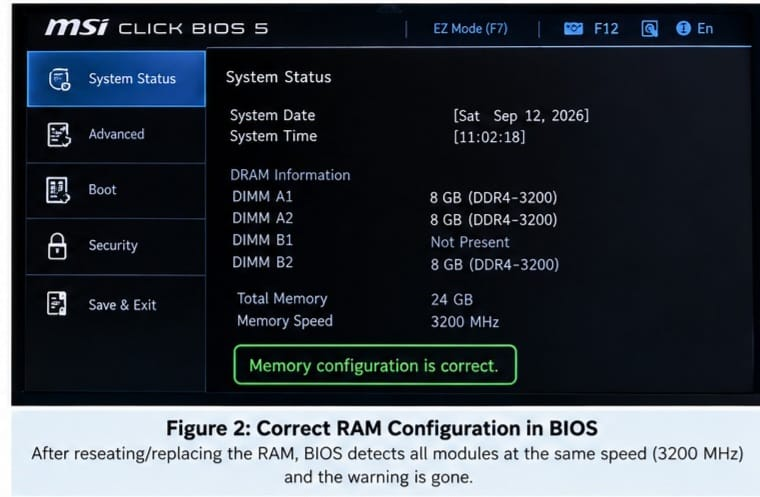 msi CLICK BIOS 5
EZ Mode (F7)
F12
En
System Status
Advanced
Boot
Security
Save & Exit
System Status
System Date [Sat Sep 12, 2026]
System Time [11:02:18]
DRAM Information
DIMM A1 8 GB (DDR4-3200)
DIMM A2 8 GB (DDR4-3200)
DIMM B1 Not Present
DIMM B2 8 GB (DDR4-3200)
Total Memory 24 GB
Memory Speed 3200 MHz
Memory configuration is correct.
Figure 2: Correct RAM Configuration in BIOS
After reseating/replacing the RAM, BIOS detects all modules at the same speed (3200 MHz)
and the warning is gone.